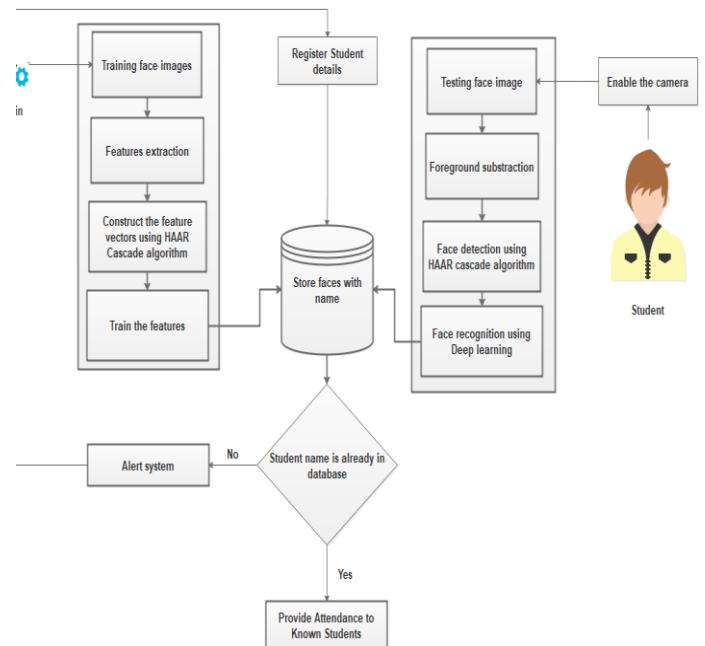 Register Student
details
Training face images
in
Features extraction
Construct the feature
vectors using HAAR
Cascade algorithm
Train the features
Store faces with
name
Testing face image
Enable the camera
Foreground substraction
Face detection using
HAAR cascade algorithm
Face recognition using
Deep learning
Student
Student name is already in
database
No
Alert system
Yes
Provide Attendance to
Known Students